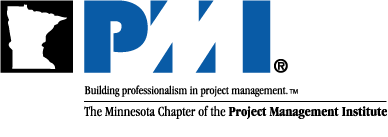 PMI®
Building professionalism in project management.™
The Minnesota Chapter of the Project Management Institute